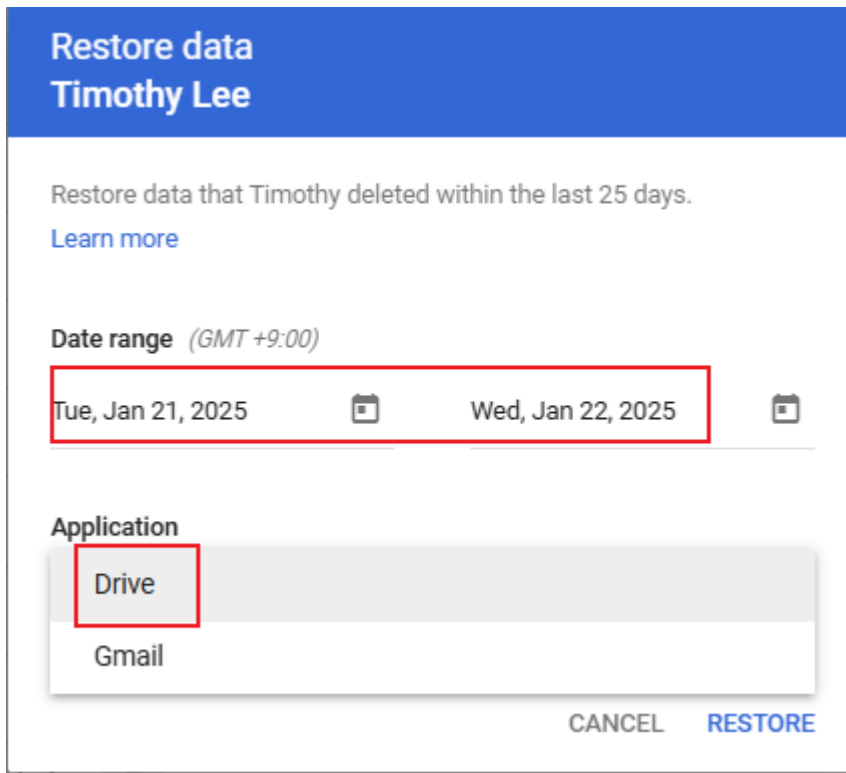 Restore data
Timothy Lee
Restore data that Timothy deleted within the last 25 days.
Learn more
Date range (GMT +9:00)
Tue, Jan 21, 2025 Wed, Jan 22, 2025
Application
Drive
Gmail
CANCEL RESTORE